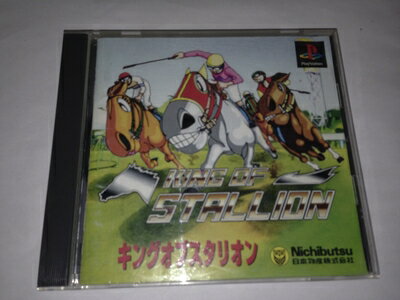 PlayStation
KING OF
STALLION
キングオブスタリオン
Nichibutsu
日本物産株式会社